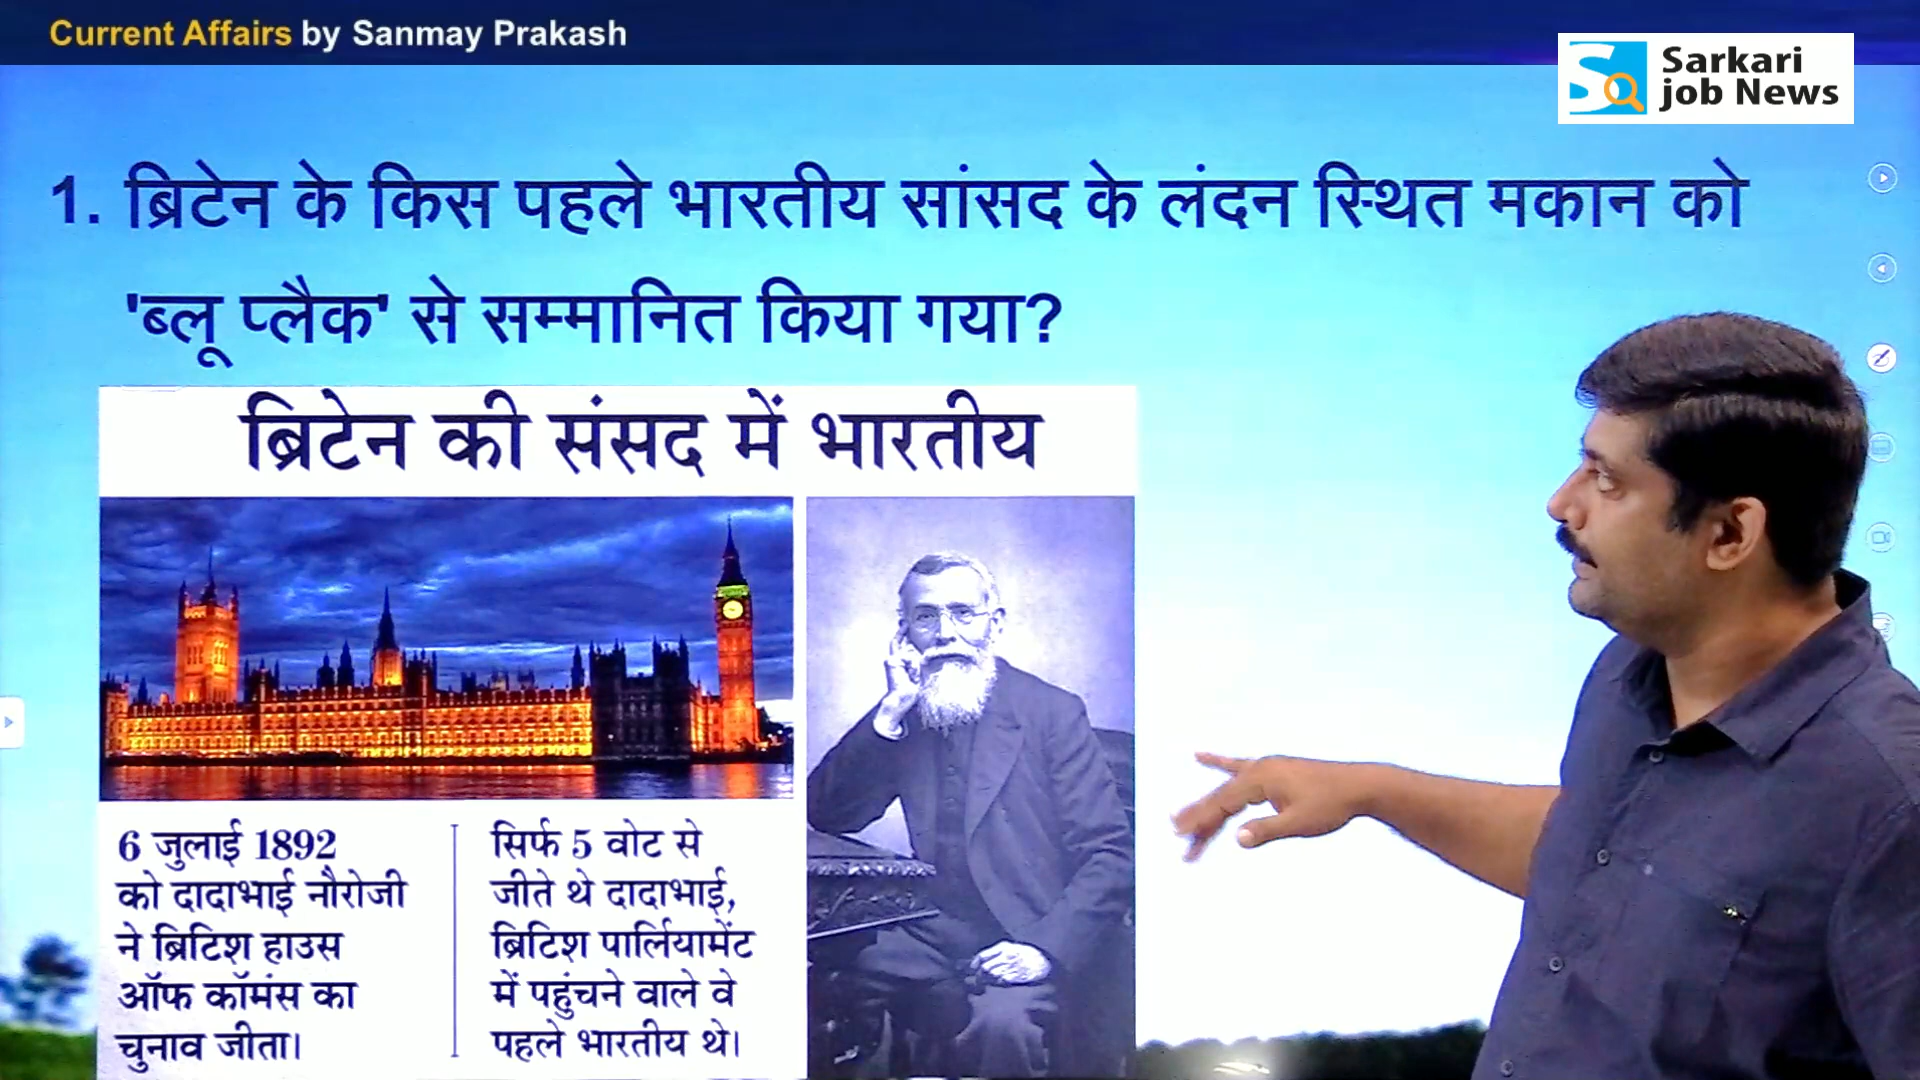 Current Affairs by Sanmay Prakash
Sarkari
job News
1. ब्रिटेन के किस पहले भारतीय सांसद के लंदन स्थित मकान को
'ब्लू प्लैक' से सम्मानित किया गया?
ब्रिटेन की संसद में भारतीय
6 जुलाई 1892
को दादाभाई नौरोजी
ने ब्रिटिश हाउस
ऑफ कॉमंस का
चुनाव जीता।
सिर्फ 5 वोट से
जीते थे दादाभाई,
ब्रिटिश पार्लियामेंट
में पहुंचने वाले वे
पहले भारतीय थे।